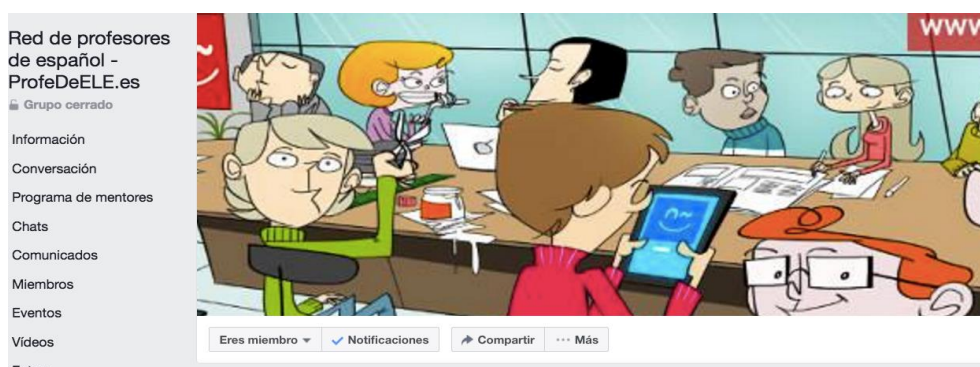 Red de profesores
de español -
ProfeDeELE.es
Grupo cerrado
Información
Conversación
Programa de mentores
Chats
Comunicados
Miembros
Eventos
Vídeos
www
n~
Eres miembro
Notificaciones
Compartir
Más